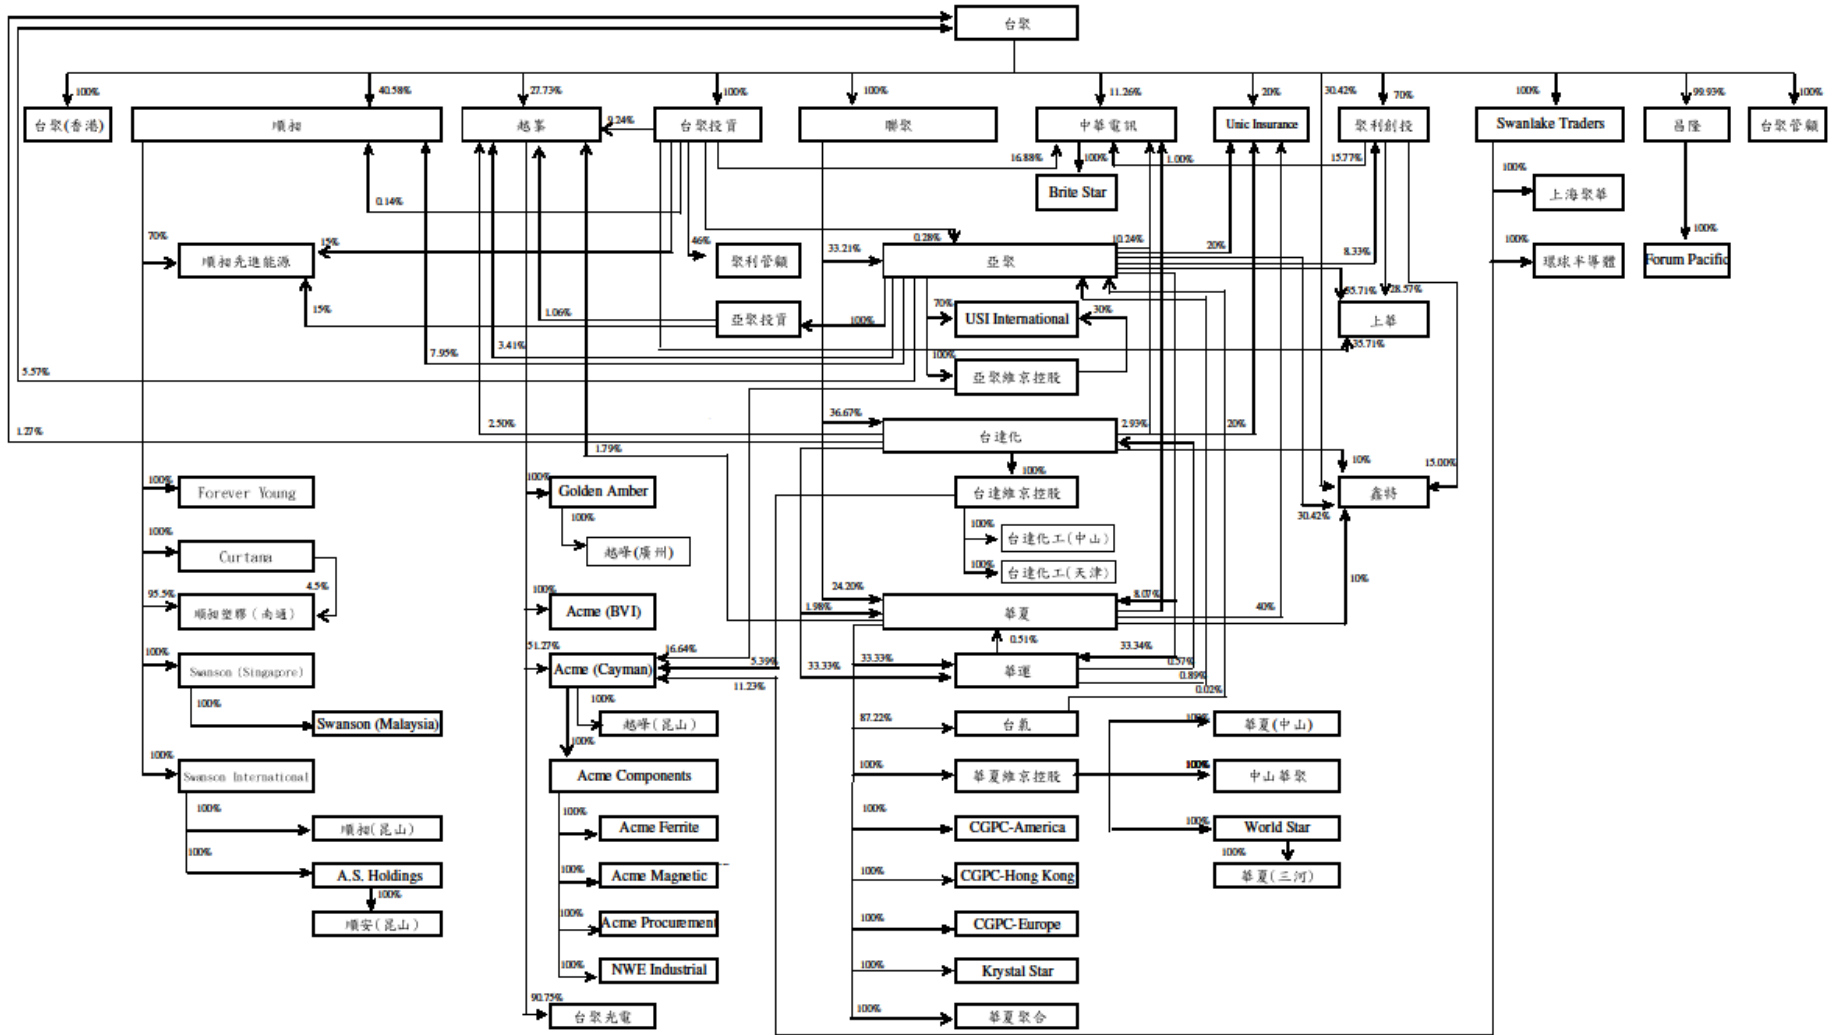 台聚
100%
40.58%
27.73%
100%
100%
11.26%
20%
30.42%
70%
100%
99.93%
100%
台聚(香港)
順昶
越峯
9.24%
台聚投資
聯聚
中華電訊
Unic Insurance
聚利創投
Swanlake Traders
昌隆
台聚管顧
16.88%
100%
1.00%
15.77%
100%
Brite Star
上海聚華
0.14%
70%
15%
46%
33.21%
0.28%
10.24%
20%
8.33%
100%
100%
順昶先進能源
聚利管顧
亞聚
環球半導體
Forum Pacific
35.71%
28.57%
15%
1.06%
亞聚投資
100%
70%
USI International
30%
上華
3.41%
35.71%
7.95%
100%
5.57%
亞聚維京控股
36.67%
1.27%
2.50%
台達化
2.93%
20%
1.79%
10%
15.00%
100%
100%
100%
Forever Young
Golden Amber
台達維京控股
鑫特
100%
100%
30.42%
100%
越峰(廣州)
台達化工(中山)
Curtana
100%
台達化工(天津)
4.5%
10%
95.5%
100%
24.20%
8.07%
1.98%
40%
順昶塑膠(南通)
Acme (BVI)
華夏
0.51%
100%
51.27%
16.64%
33.34%
5.39%
33.33%
33.33%
0.57%
Swanson (Singapore)
Acme (Cayman)
華運
0.89%
11.23%
0.02%
100%
100%
87.22%
100%
Swanson (Malaysia)
越峰(昆山)
台氯
華夏(中山)
100%
100%
100%
100%
Swanson International
Acme Components
華夏維京控股
中山華聚
100%
100%
100%
100%
順昶(昆山)
Acme Ferrite
CGPC-America
World Star
100%
100%
100%
100%
A.S. Holdings
Acme Magnetic
CGPC-Hong Kong
華夏(三河)
100%
100%
100%
順安(昆山)
Acme Procurement
CGPC-Europe
100%
100%
NWE Industrial
Krystal Star
90.75%
100%
台聚光電
華夏聚合